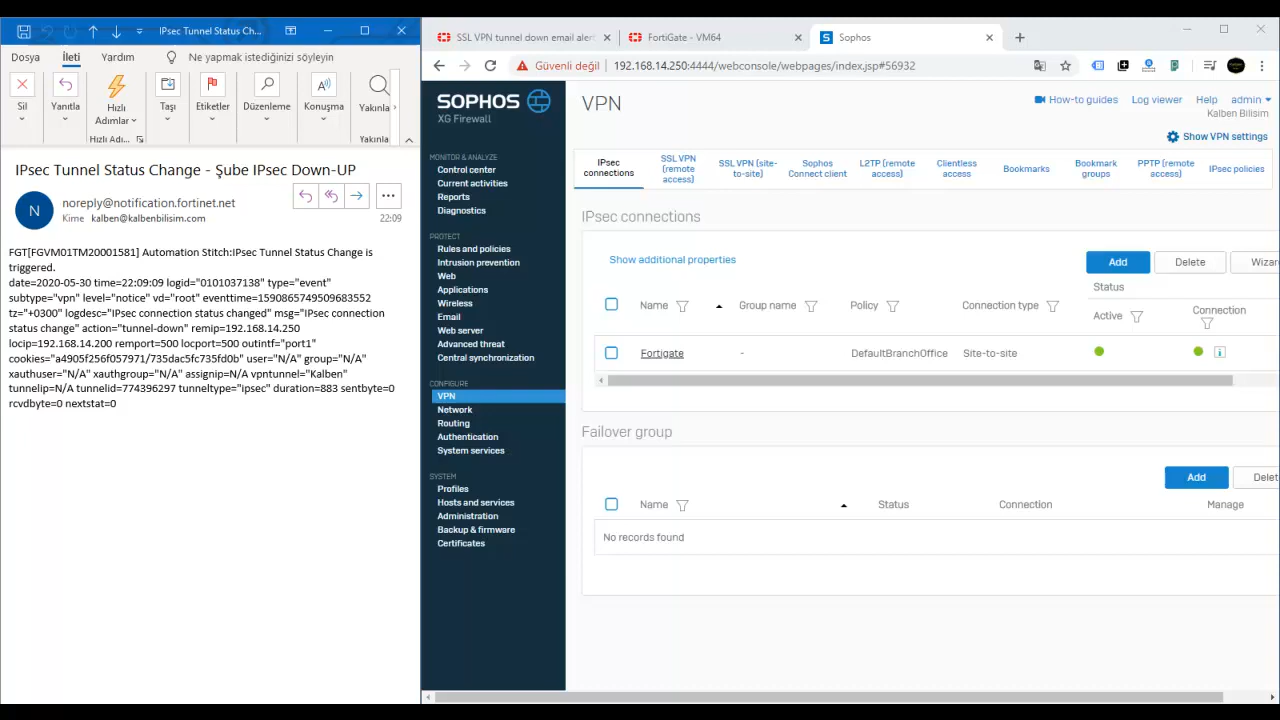 IPsec Tunnel Status Ch...
Dosya
İleti
Yardım
Ne yapmak istediğinizi söyleyin
Sil
Yanıtla
Hızlı
Adımlar
Taşı
Etiketler
Düzenleme
Konuşma
Yakınla
Hızlı Adı...
Yakınla
IPsec Tunnel Status Change - Şube IPsec Down-UP
N
noreply@notification.fortinet.net
Kime kalben@kalbenbilisim.com
22:09
FGT[FGVM01TM20001581] Automation Stitch:IPsec Tunnel Status Change is
triggered.
date=2020-05-30 time=22:09:09 logid="0101037138" type="event"
subtype="vpn" level="notice" vd="root" eventtime=1590865749509683552
tz="+0300" logdesc="IPsec connection status changed" msg="IPsec connection
status change" action="tunnel-down" remip=192.168.14.250
locip=192.168.14.200 remport=500 locport=500 outintf="port1"
cookies="a4905f256f057971/735dac5fc735fd0b" user="N/A" group="N/A"
xauthuser="N/A" xauthgroup="N/A" assignip=N/A vpntunnel="Kalben"
tunnelip=N/A tunnelid=774396297 tunneltype="ipsec" duration=883 sentbyte=0
rcvdbyte=0 nextstat=0
SSL VPN tunnel down email alert
FortiGate - VM64
Sophos
Güvenli değil
192.168.14.250:4444/webconsole/webpages/index.jsp#56932
SOPHOS
XG Firewall
MONITOR & ANALYZE
Control center
Current activities
Reports
Diagnostics
PROTECT
Rules and policies
Intrusion prevention
Web
Applications
Wireless
Email
Web server
Advanced threat
Central synchronization
CONFIGURE
VPN
Network
Routing
Authentication
System services
SYSTEM
Profiles
Hosts and services
Administration
Backup & firmware
Certificates
VPN
How-to guides
Log viewer
Help
admin
Kalben Bilisim
Show VPN settings
IPsec
connections
SSL VPN
(remote
access)
SSL VPN (site-
to-site)
Sophos
Connect client
L2TP (remote
access)
Clientless
access
Bookmarks
Bookmark
groups
PPTP (remote
access)
IPsec policies
IPsec connections
Show additional properties
Add
Delete
Wizar
Status
Name
Group name
Policy
Connection type
Active
Connection
Fortigate
-
DefaultBranchOffice
Site-to-site
Failover group
Add
Delet
Name
Status
Connection
Manage
No records found